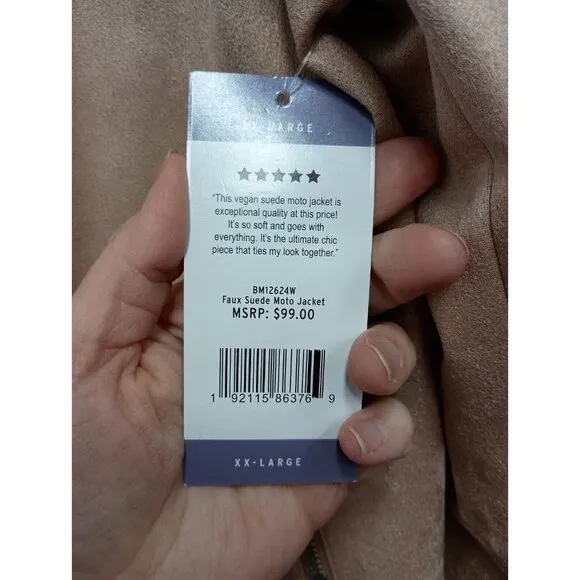 XX-LARGE
"This vegan suede moto jacket is
exceptional quality at this price!
It's so soft and goes with
everything. It's the ultimate chic
piece that ties my look together."
BM12624W
Faux Suede Moto Jacket
MSRP: $99.00
1 92115 86376 9
XX-LARGE